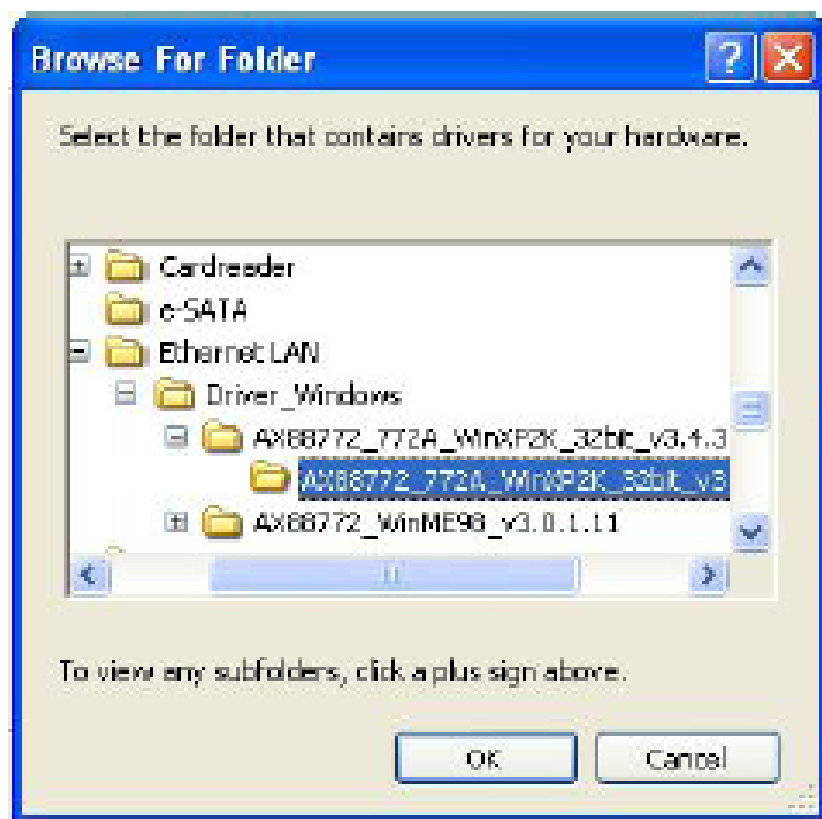 Browse For Folder
Select the folder that contains drivers for your hardware.
Cardreader
e-SATA
Ethernet LAN
Driver_Windows
AX88772_772A_WinXP2K_32bit_v3.4.3
AX88772_772A_WinXP2K_32bit_v3
AX88772_WinME98_v3.0.1.11
To view any subfolders, click a plus sign above.
OK
Cancel